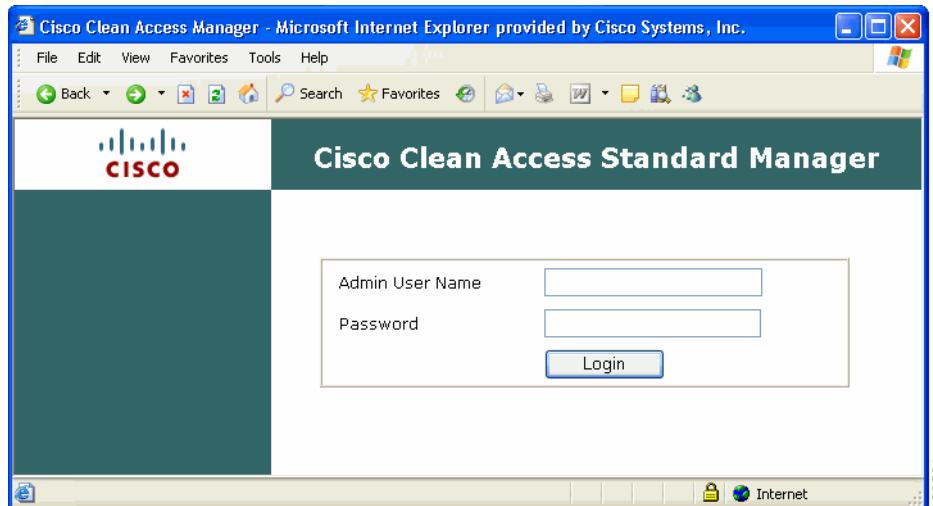 Cisco Clean Access Manager - Microsoft Internet Explorer provided by Cisco Systems, Inc.
File Edit View Favorites Tools Help
Back Search Favorites
CISCO
Cisco Clean Access Standard Manager
Admin User Name
Password
Login
Internet